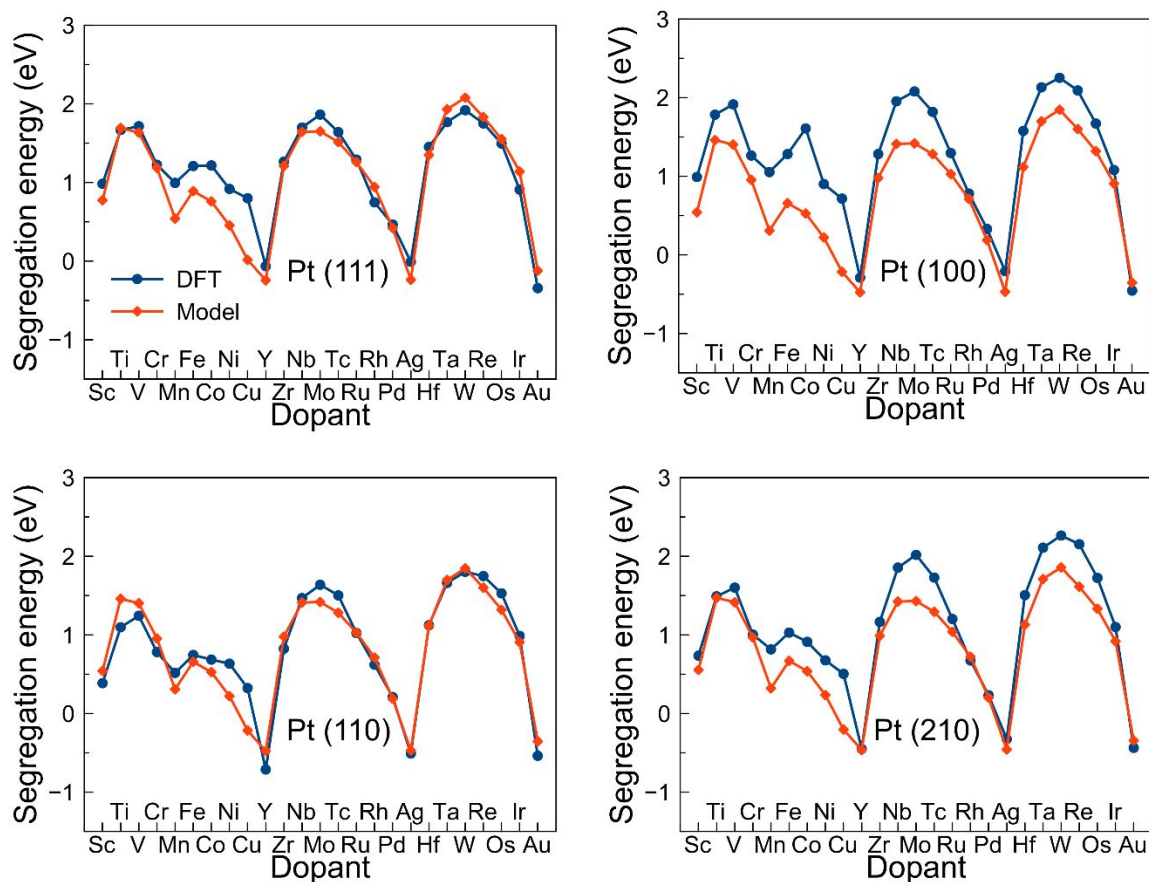 Segregation energy (eV)
3
2
1
0
−1
DFT
Model
Pt (111)
Ti Cr Fe Ni Y Nb Tc Rh Ag Ta Re Ir
Sc V Mn Co Cu Zr Mo Ru Pd Hf W Os Au
Dopant
Segregation energy (eV)
3
2
1
0
−1
Pt (100)
Ti Cr Fe Ni Y Nb Tc Rh Ag Ta Re Ir
Sc V Mn Co Cu Zr Mo Ru Pd Hf W Os Au
Dopant
Segregation energy (eV)
3
2
1
0
−1
Pt (110)
Ti Cr Fe Ni Y Nb Tc Rh Ag Ta Re Ir
Sc V Mn Co Cu Zr Mo Ru Pd Hf W Os Au
Dopant
Segregation energy (eV)
3
2
1
0
−1
Pt (210)
Ti Cr Fe Ni Y Nb Tc Rh Ag Ta Re Ir
Sc V Mn Co Cu Zr Mo Ru Pd Hf W Os Au
Dopant